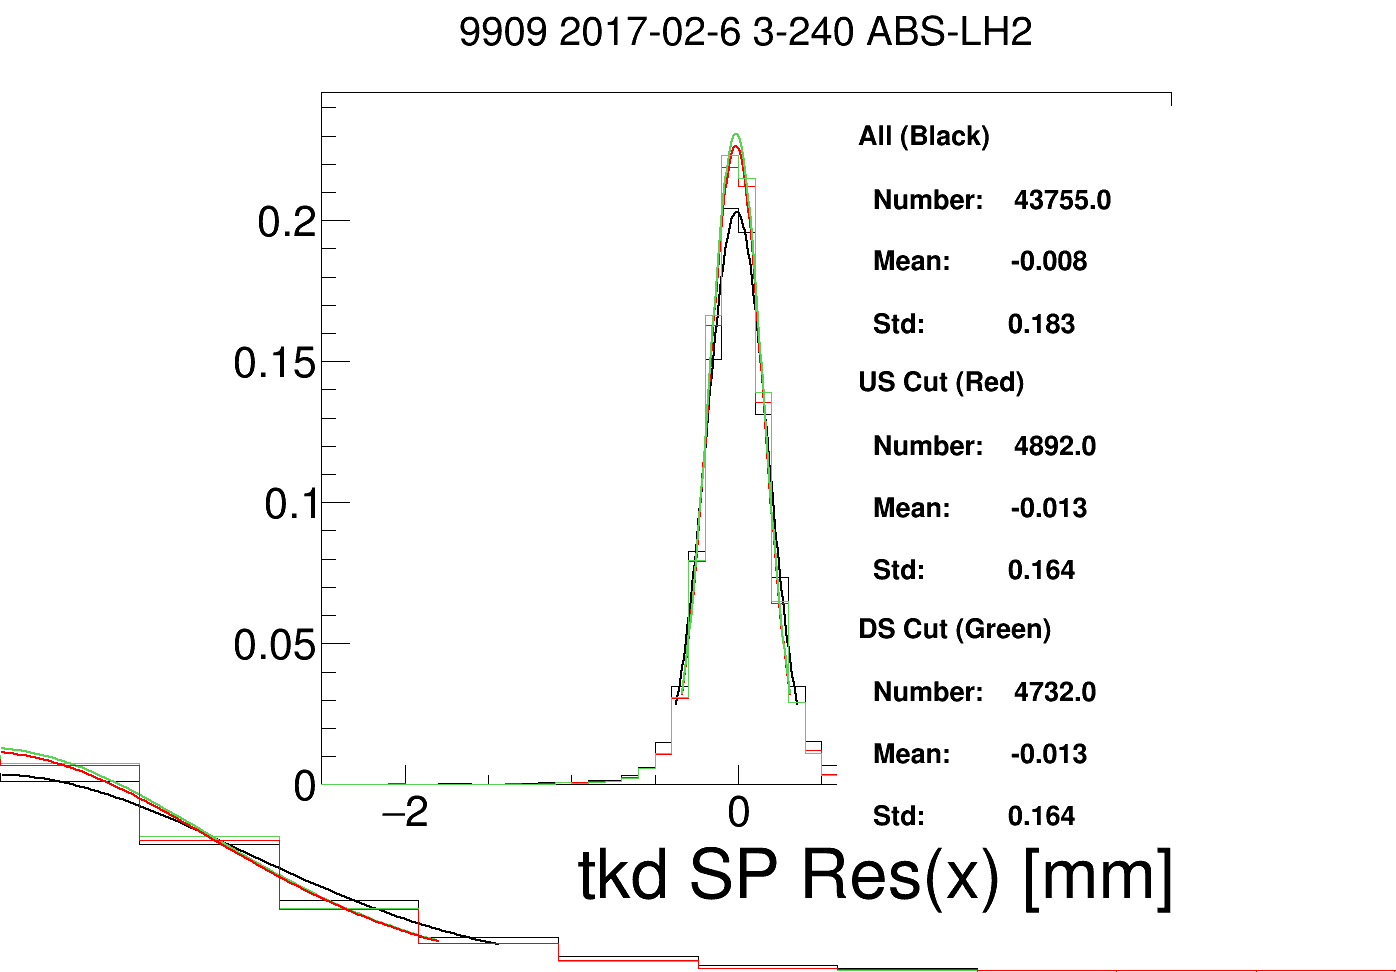 9909 2017-02-6 3-240 ABS-LH2
All (Black)
Number: 43755.0
Mean: -0.008
Std: 0.183
US Cut (Red)
Number: 4892.0
Mean: -0.013
Std: 0.164
DS Cut (Green)
Number: 4732.0
Mean: -0.013
Std: 0.164
0.2
0.15
0.1
0.05
0
−2 0
tkd SP Res(x) [mm]